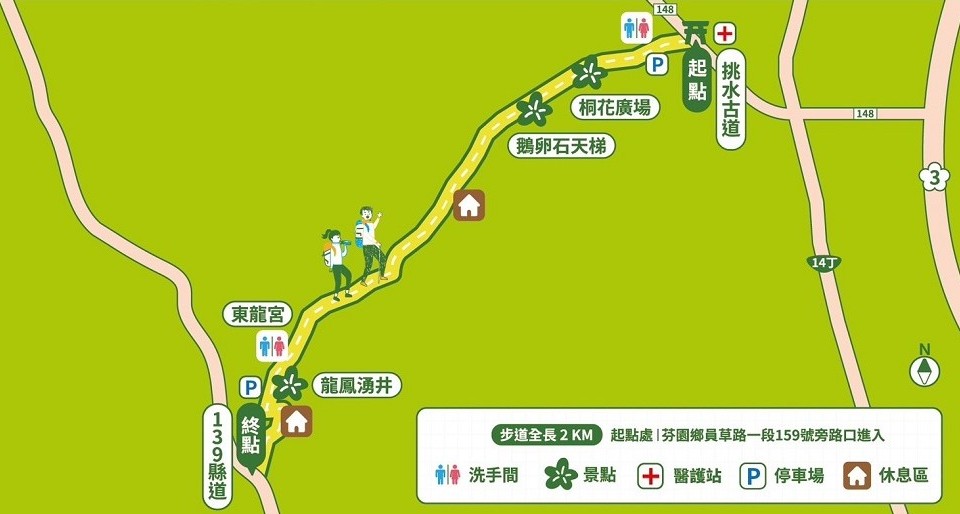 148
起點
挑水古道
桐花廣場
鵝卵石天梯
148
3
14丁
P
東龍宮
龍鳳湧井
P
終點
139縣道
N
步道全長 2 KM
起點處 | 芬園鄉員草路一段159號旁路口進入
洗手間
景點
醫護站
P 停車場
休息區